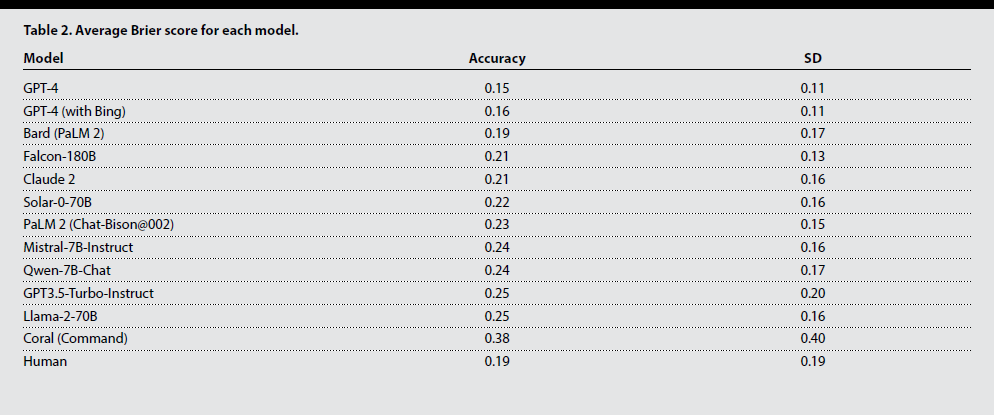 Table 2. Average Brier score for each model.
Model Accuracy SD
GPT-4 0.15 0.11
GPT-4 (with Bing) 0.16 0.11
Bard (PaLM 2) 0.19 0.17
Falcon-180B 0.21 0.13
Claude 2 0.21 0.16
Solar-0-70B 0.22 0.16
PaLM 2 (Chat-Bison@002) 0.23 0.15
Mistral-7B-Instruct 0.24 0.16
Qwen-7B-Chat 0.24 0.17
GPT3.5-Turbo-Instruct 0.25 0.20
Llama-2-70B 0.25 0.16
Coral (Command) 0.38 0.40
Human 0.19 0.19